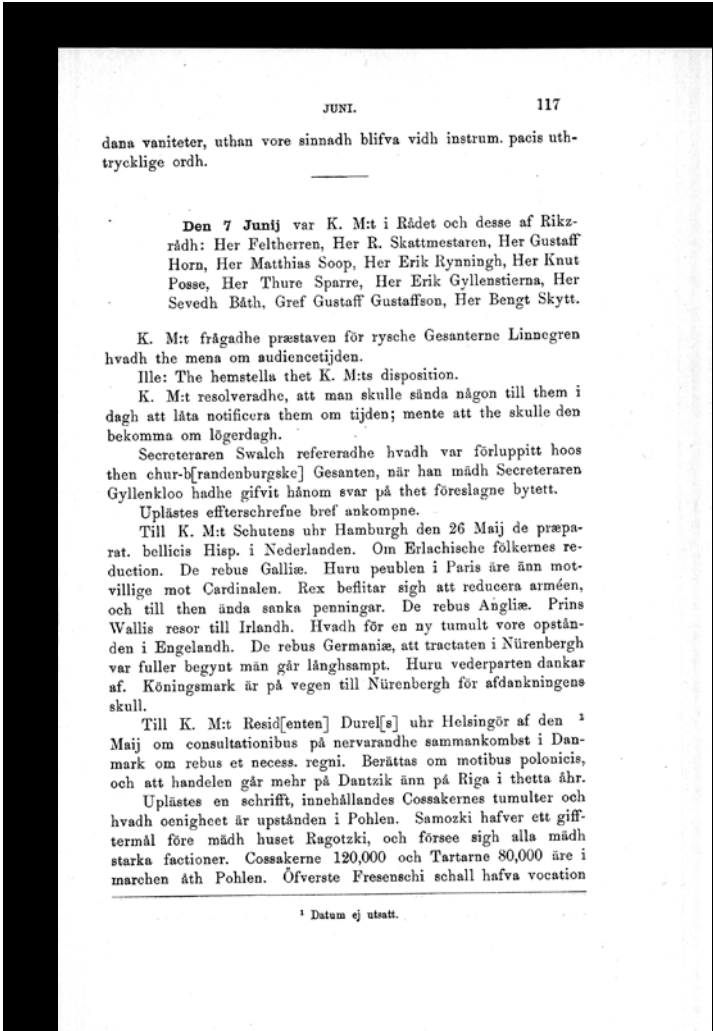 JUNI. 117
dana vaniteter, uthan vore sinnadh blifva vidh instrum. pacis uth-
trycklige ordh.
Den 7 Junij var K. M:t i Rådet och desse af Rikz-
rådh: Her Feltherren, Her R. Skattmestaren, Her Gustaff
Horn, Her Matthias Soop, Her Erik Rynningh, Her Knut
Posse, Her Thure Sparre, Her Erik Gyllenstierna, Her
Sevedh Båth, Gref Gustaff Gustaffson, Her Bengt Skytt.
K. M:t frågadhe præstaven för rysche Gesanterne Linnegren
hvadh the mena om audiencetijden.
Ille: The hemstella thet K. M:ts disposition.
K. M:t resolveradhe, att man skulle sända någon till them i
dagh att låta notificera them om tijden; mente att the skulle den
bekomma om lögerdagh.
Secreteraren Swalch refereradhe hvadh var förluppitt hoos
then chur-b[randenburgske] Gesanten, när han mädh Secreteraren
Gyllenkloo hadhe gifvit hånom svar på thet föreslagne bytett.
Uplästes effterschrefne bref ankompne.
Till K. M:t Schutens uhr Hamburgh den 26 Maij de præpa-
rat. bellicis Hisp. i Nederlanden. Om Erlachische fölkernes re-
duction. De rebus Galliæ. Huru peublen i Paris äre änn mot-
villige mot Cardinalen. Rex beflitar sigh att reducera arméen,
och till then ända sanka penningar. De rebus Angliæ. Prins
Wallis resor till Irlandh. Hvadh för en ny tumult vore opstån-
den i Engelandh. De rebus Germaniæ, att tractaten i Nürenbergh
var fuller begynt män går långhsampt. Huru vederparten dankar
af. Köningsmark är på vegen till Nürenbergh för afdankningens
skull.
Till K. M:t Resid[enten] Durel[s] uhr Helsingör af den ¹
Maij om consultationibus på nervarandhe sammankombst i Dan-
mark om rebus et necess. regni. Berättas om motibus polonicis,
och att handelen går mehr på Dantzik änn på Riga i thetta åhr.
Uplästes en schrifft, innehållandes Cossakernes tumulter och
hvadh oenigheet är upstånden i Pohlen. Samozki hafver ett giff-
termål före mädh huset Ragotzki, och försee sigh alla mädh
starka factioner. Cossakerne 120,000 och Tartarne 80,000 äre i
marchen åth Pohlen. Öfverste Fresenschi schall hafva vocation
¹ Datum ej utsatt.